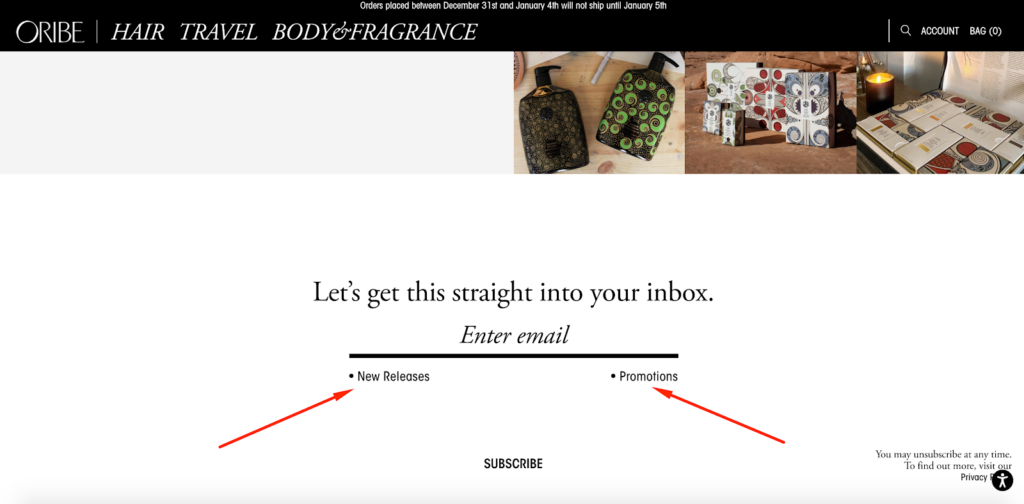 Orders placed between December 31st and January 4th will not ship until January 5th
ORIBE HAIR TRAVEL BODY&FRAGRANCE ACCOUNT BAG (0)
Let's get this straight into your inbox.
Enter email
• New Releases • Promotions
SUBSCRIBE
You may unsubscribe at any time.
To find out more, visit our
Privacy